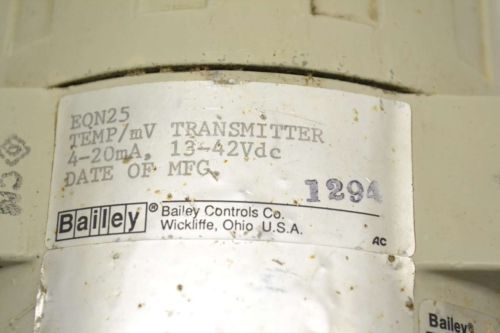 EQN25
TEMP/mV TRANSMITTER
4-20mA, 13-42Vdc
DATE OF MFG. 1294
Bailey® Bailey Controls Co.
Wickliffe, Ohio U.S.A.
AC
Bailey®